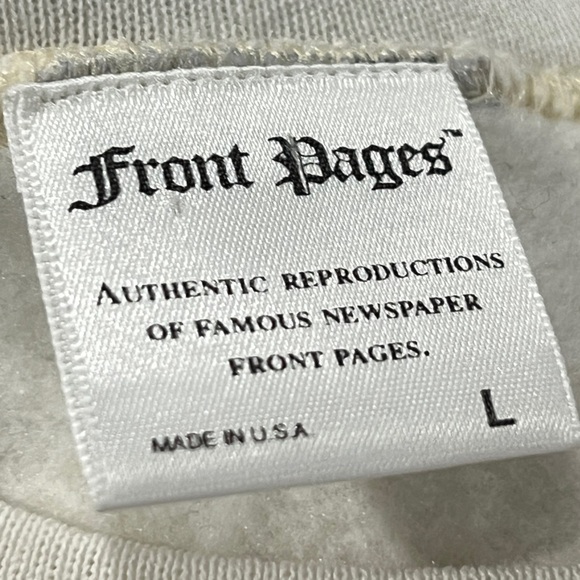 Front Pages™
AUTHENTIC REPRODUCTIONS
OF FAMOUS NEWSPAPER
FRONT PAGES.
MADE IN U.S.A.
L